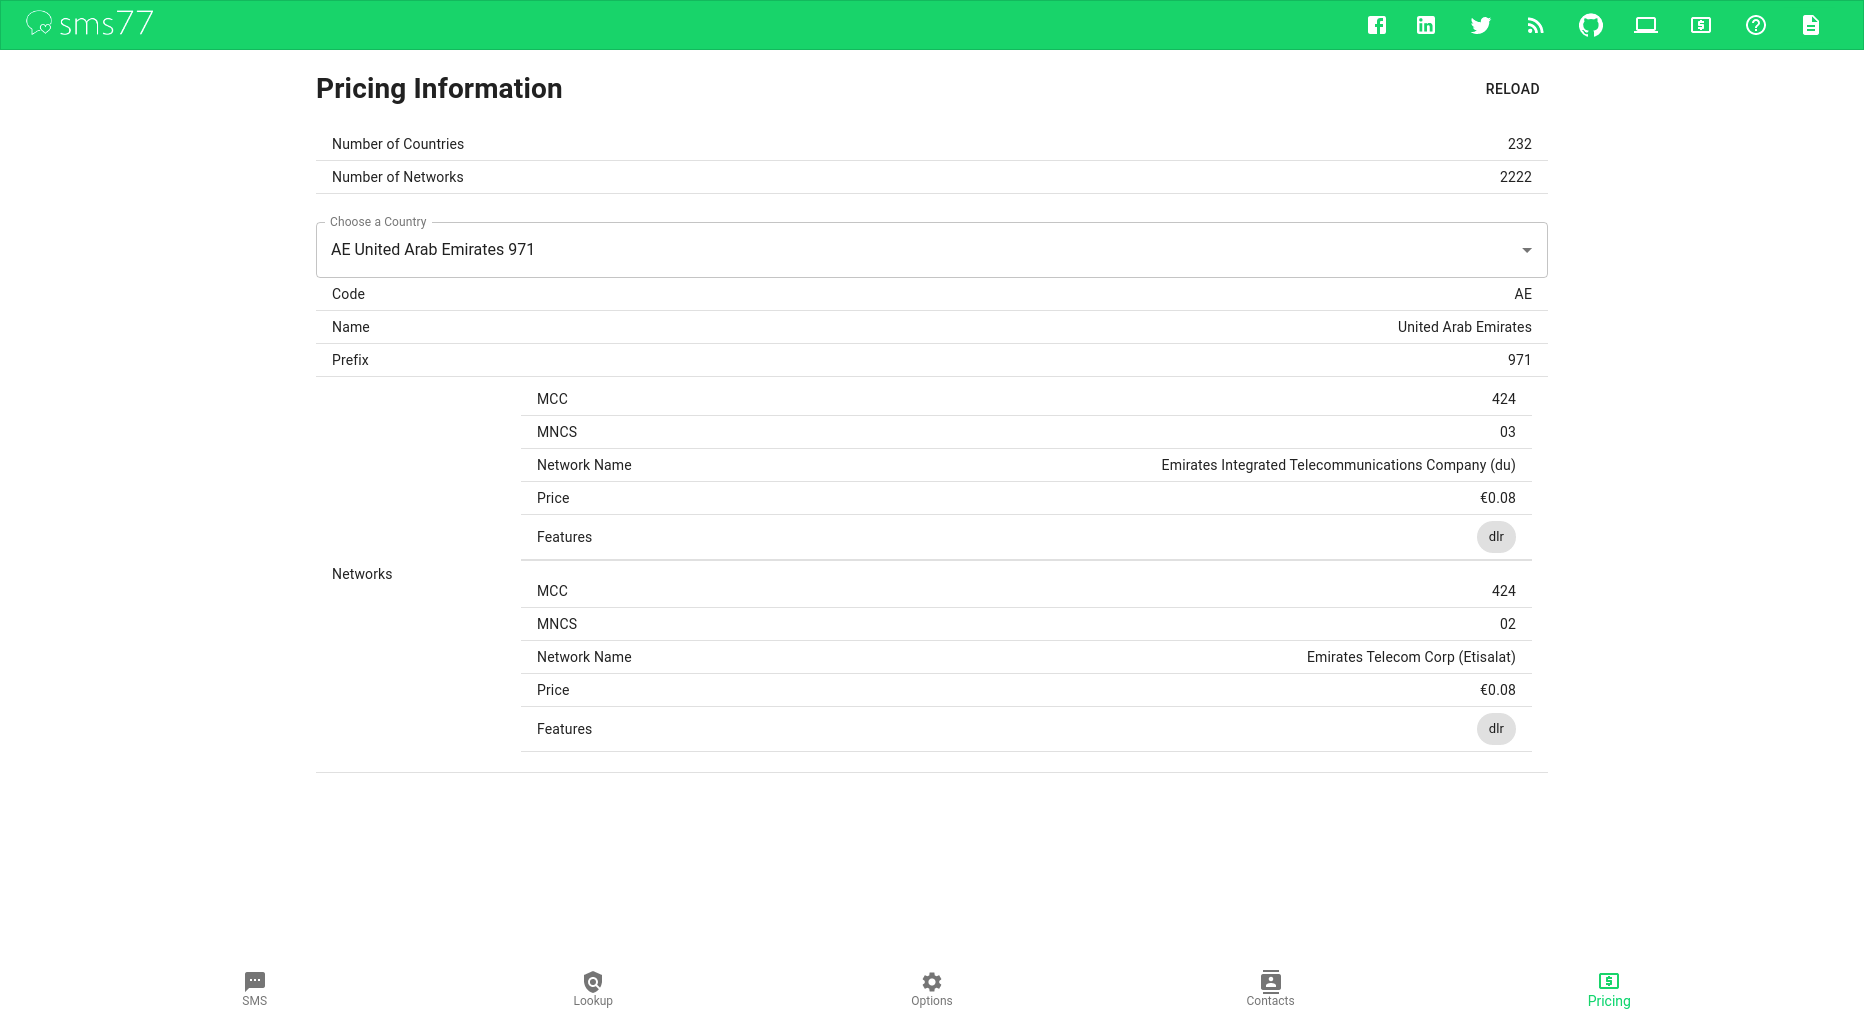 sms77
Pricing Information
RELOAD
Number of Countries 232
Number of Networks 2222
Choose a Country
AE United Arab Emirates 971
Code AE
Name United Arab Emirates
Prefix 971
Networks
MCC 424
MNCS 03
Network Name Emirates Integrated Telecommunications Company (du)
Price €0.08
Features dlr
MCC 424
MNCS 02
Network Name Emirates Telecom Corp (Etisalat)
Price €0.08
Features dlr
SMS
Lookup
Options
Contacts
Pricing